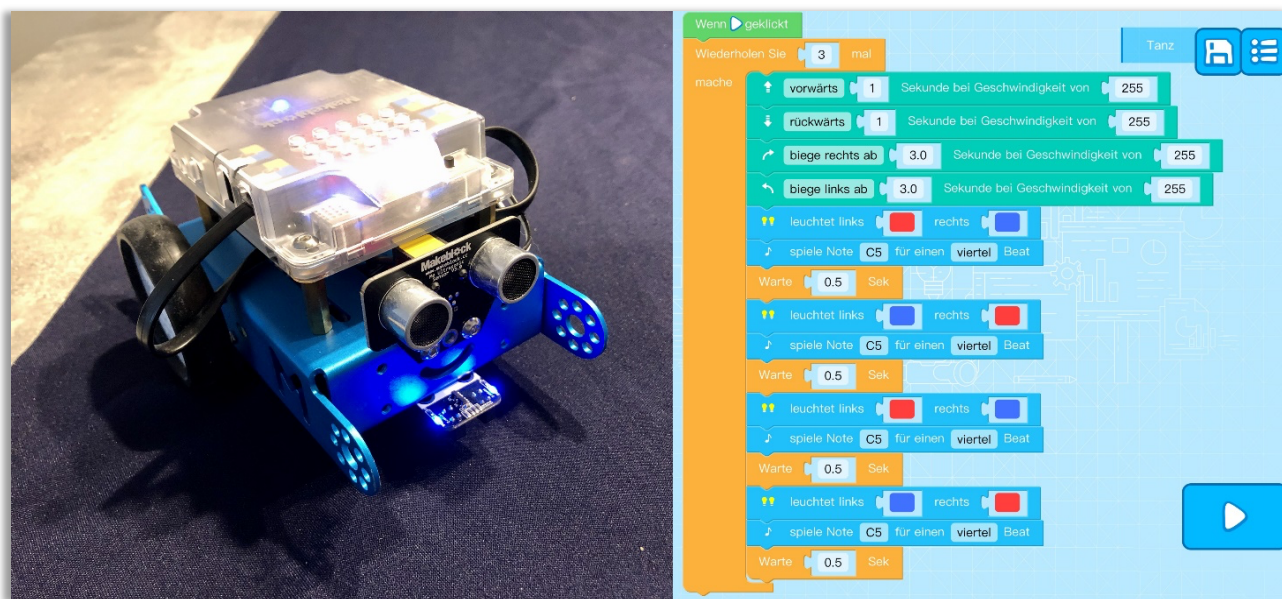 Makeblock
Wenn geklickt
Wiederholen Sie 3 mal
Tanz
mache
vorwärts 1 Sekunde bei Geschwindigkeit von 255
rückwärts 1 Sekunde bei Geschwindigkeit von 255
biege rechts ab 3.0 Sekunde bei Geschwindigkeit von 255
biege links ab 3.0 Sekunde bei Geschwindigkeit von 255
leuchtet links rechts
spiele Note C5 für einen viertel Beat
Warte 0.5 Sek
leuchtet links rechts
spiele Note C5 für einen viertel Beat
Warte 0.5 Sek
leuchtet links rechts
spiele Note C5 für einen viertel Beat
Warte 0.5 Sek
leuchtet links rechts
spiele Note C5 für einen viertel Beat
Warte 0.5 Sek